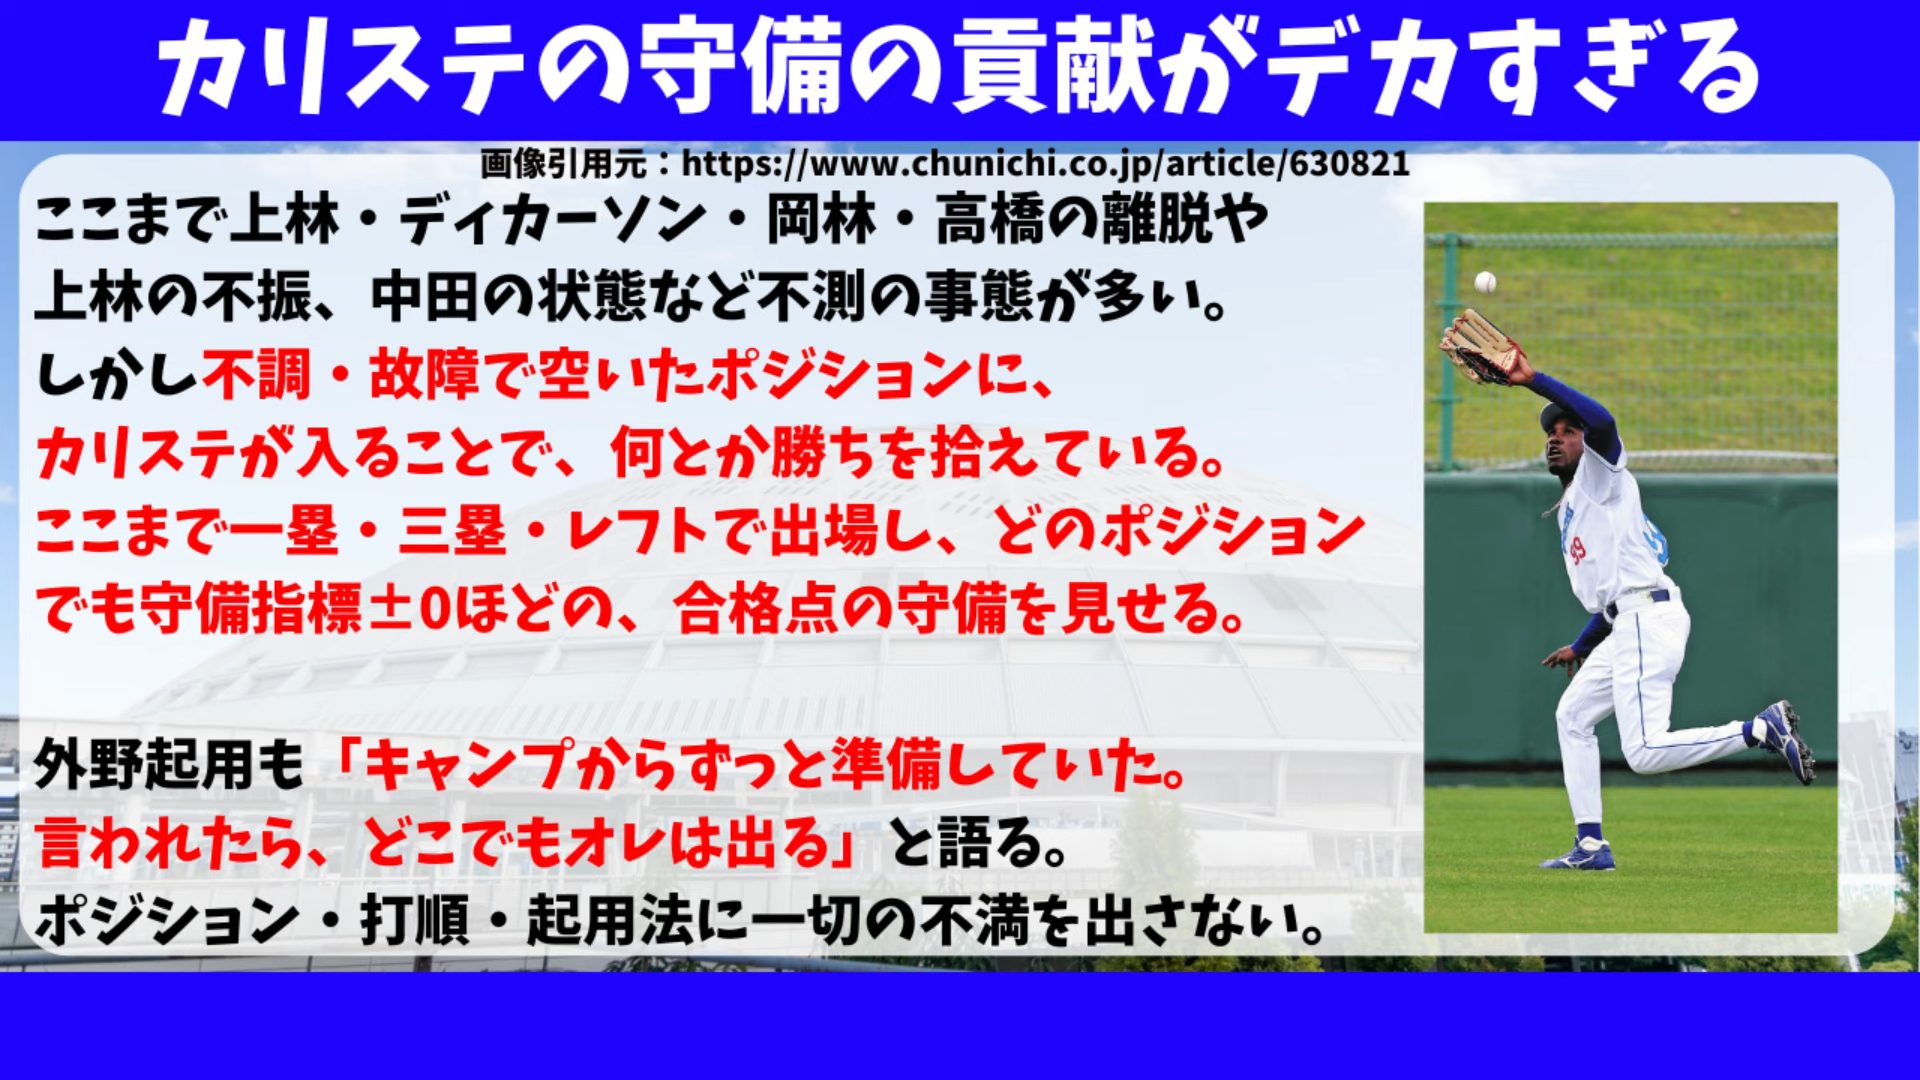 カリステの守備の貢献がデカすぎる
画像引用元：https://www.chunichi.co.jp/article/630821
ここまで上林・ディカーソン・岡林・高橋の離脱や
上林の不振、中田の状態など不測の事態が多い。
しかし不調・故障で空いたポジションに、
カリステが入ることで、何とか勝ちを拾えている。
ここまで一塁・三塁・レフトで出場し、どのポジション
でも守備指標±0ほどの、合格点の守備を見せる。
外野起用も「キャンプからずっと準備していた。
言われたら、どこでもオレは出る」と語る。
ポジション・打順・起用法に一切の不満を出さない。
99